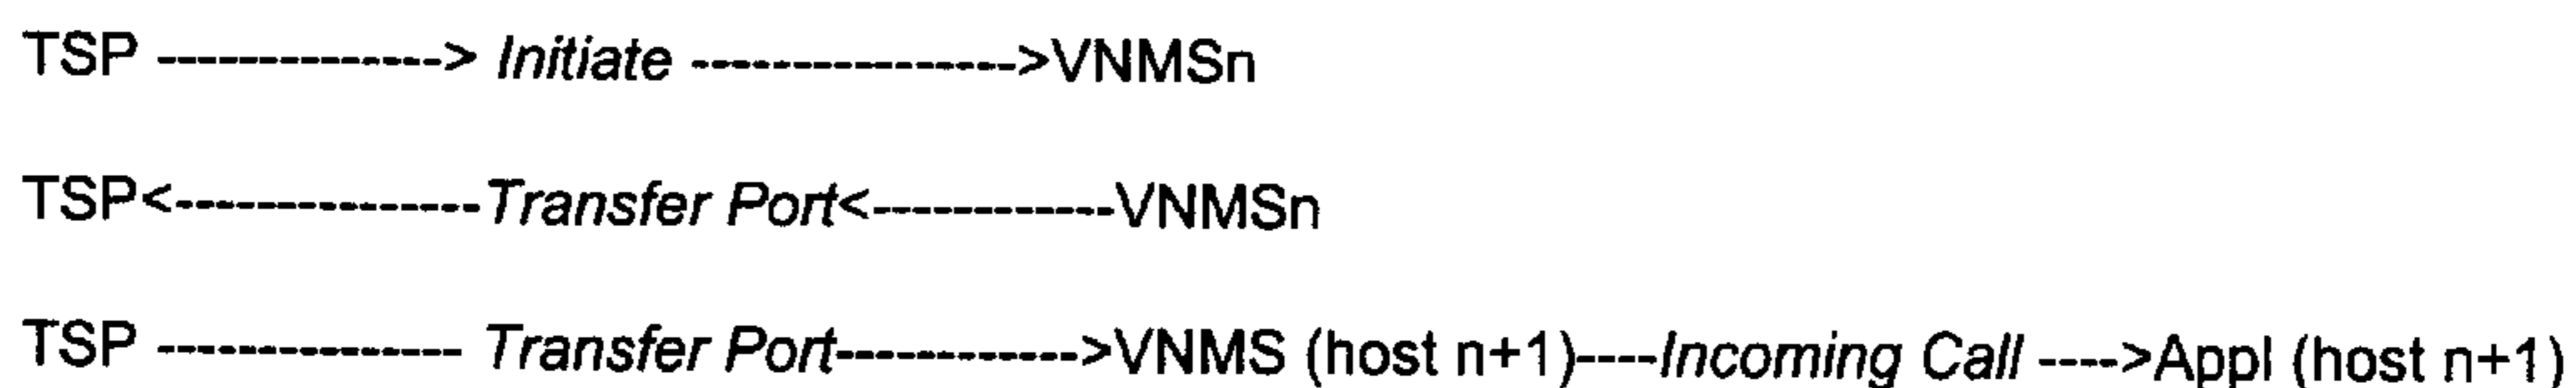 TSP --------------> Initiate ---------------->VNMSn
TSP<---------------Transfer Port<------------VNMSn
TSP --------------- Transfer Port------------>VNMS (host n+1)----Incoming Call ---->Appl (host n+1)